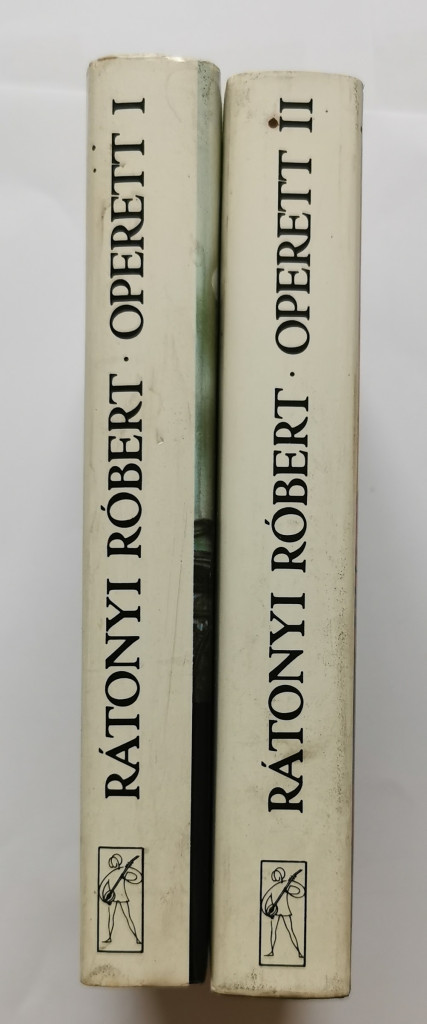 RÁTONYI RÓBERT · OPERETT I
RÁTONYI RÓBERT · OPERETT II